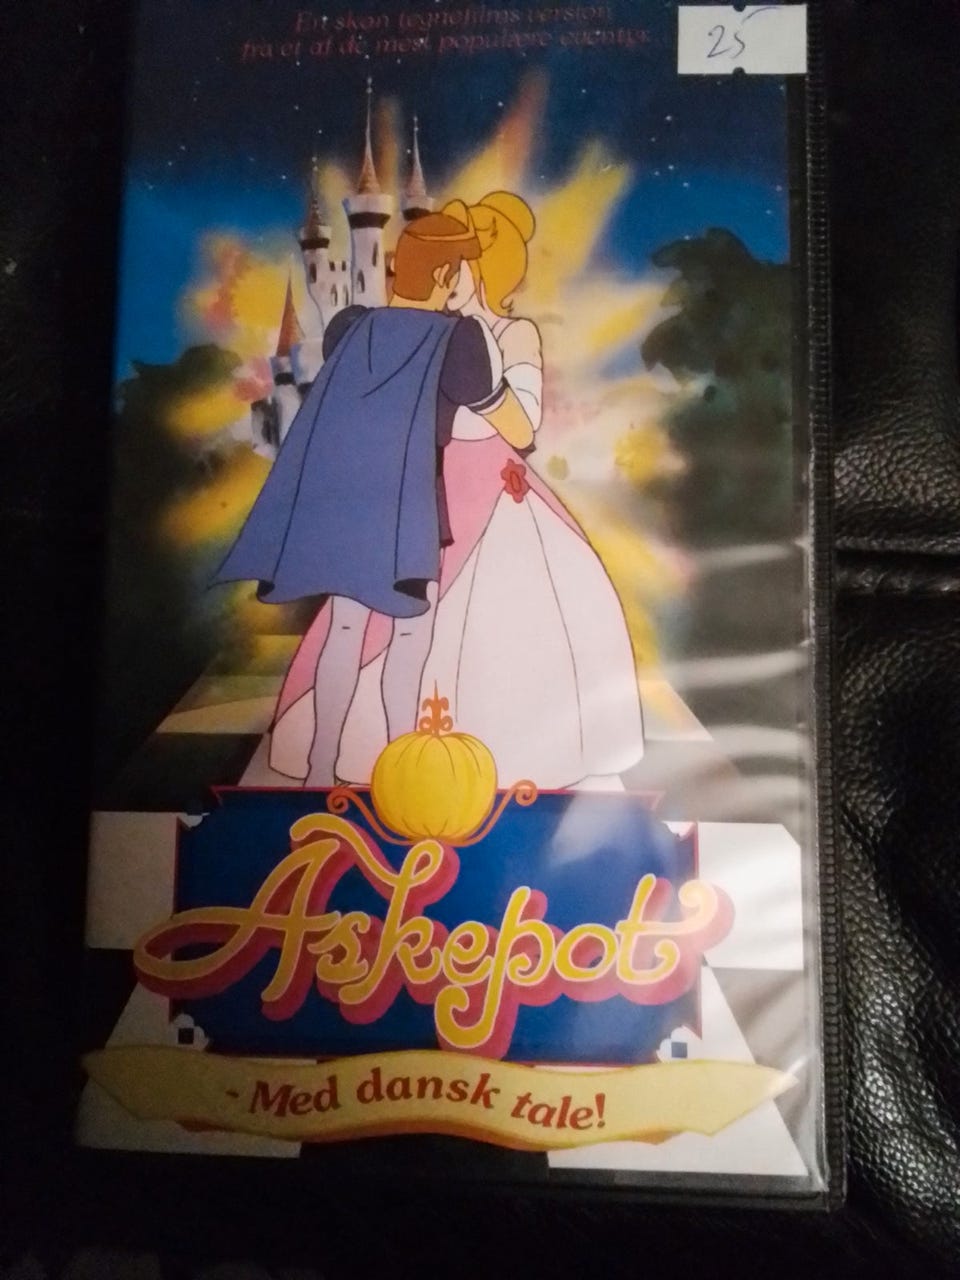 En skøn tegnefilms version
fra et af de mest populære eventyr...
25
Askepot
- Med dansk tale!